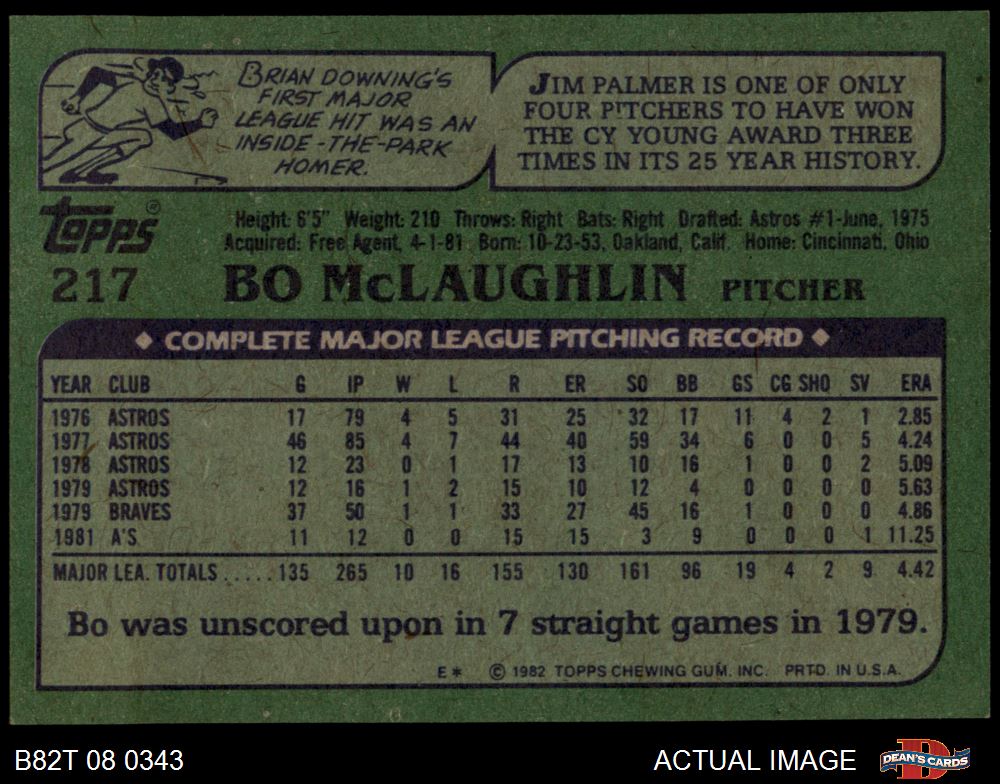 BRIAN DOWNING'S
FIRST MAJOR
LEAGUE HIT WAS AN
INSIDE-THE-PARK
HOMER.
JIM PALMER IS ONE OF ONLY
FOUR PITCHERS TO HAVE WON
THE CY YOUNG AWARD THREE
TIMES IN ITS 25 YEAR HISTORY.
Topps®
217
Height: 6'5" Weight: 210 Throws: Right Bats: Right Drafted: Astros #1-June, 1975
Acquired: Free Agent, 4-1-81 Born: 10-23-53, Oakland, Calif. Home: Cincinnati, Ohio
BO McLAUGHLIN PITCHER
◆ COMPLETE MAJOR LEAGUE PITCHING RECORD ◆
YEAR CLUB G IP W L R ER SO BB GS CG SHO SV ERA
1976 ASTROS 17 79 4 5 31 25 32 17 11 4 2 1 2.85
1977 ASTROS 46 85 4 7 44 40 59 34 6 0 0 5 4.24
1978 ASTROS 12 23 0 1 17 13 10 16 1 0 0 2 5.09
1979 ASTROS 12 16 1 2 15 10 12 4 0 0 0 0 5.63
1979 BRAVES 37 50 1 1 33 27 45 16 1 0 0 0 4.86
1981 A'S 11 12 0 0 15 15 3 9 0 0 0 1 11.25
MAJOR LEA. TOTALS ..... 135 265 10 16 155 130 161 96 19 4 2 9 4.42
Bo was unscored upon in 7 straight games in 1979.
E* © 1982 TOPPS CHEWING GUM, INC. PRTD. IN U.S.A.
B82T 08 0343
ACTUAL IMAGE
DEAN'S CARDS